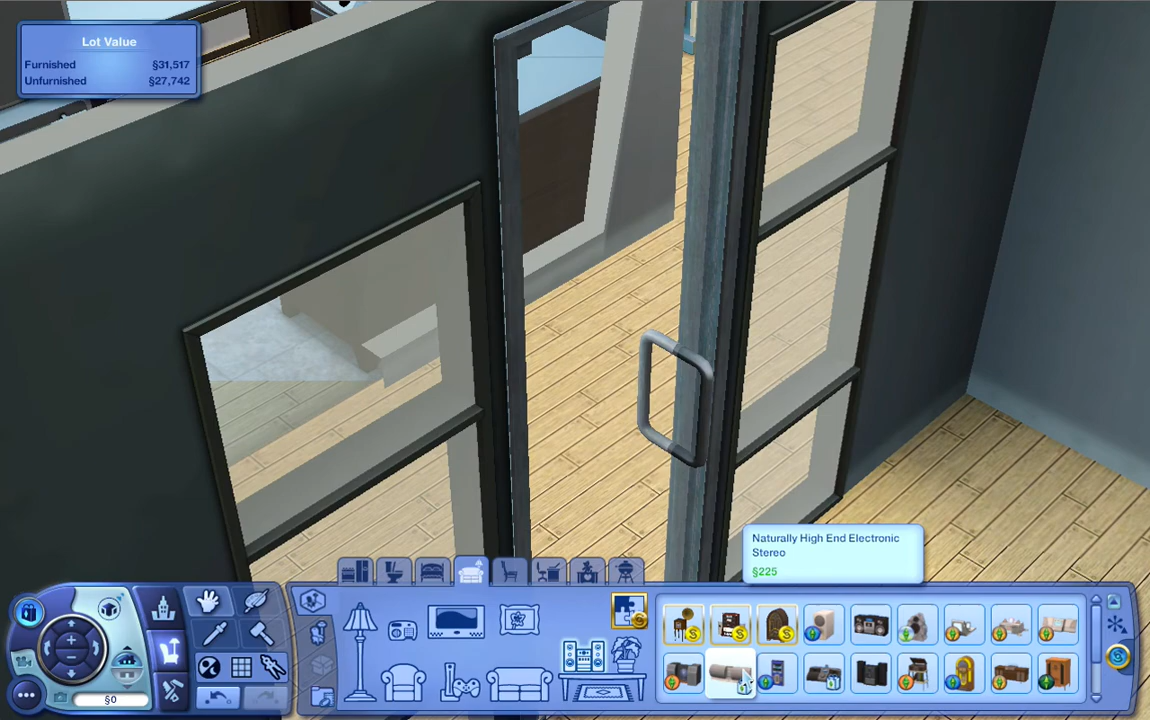 Lot Value
Furnished §31,517
Unfurnished §27,742
Naturally High End Electronic
Stereo
§225
§0